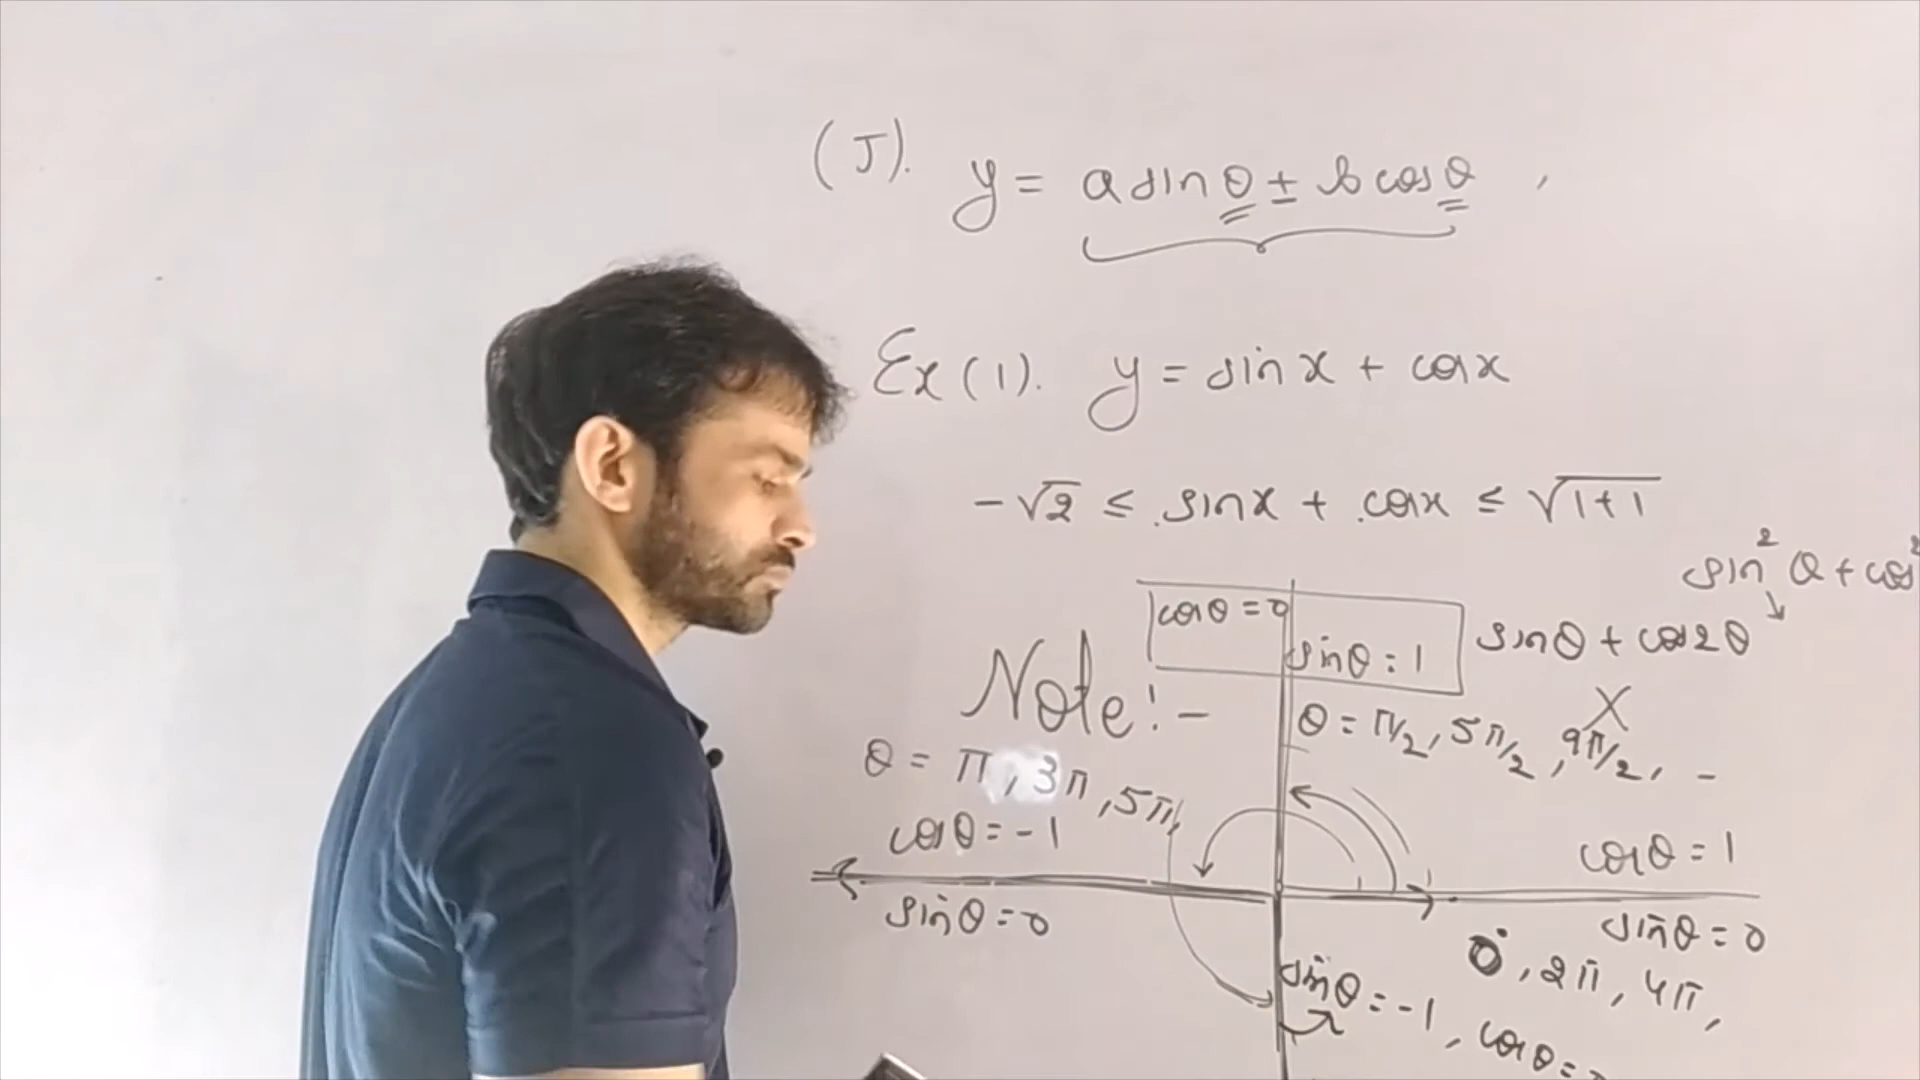 (J). y = a sin θ ± b cos θ ,
Ex (1). y = sin x + cos x
- √2 ≤ sin x + cos x ≤ √1+1
sin² θ + cos²
cos θ = 0
sin θ = 1
sin θ + cos 2θ
X
Note :-
θ = π/2, 5π/2, 9π/2, -
θ = π, 3π, 5π,
cos θ = -1
cos θ = 1
sin θ = 0
sin θ = 0
0, 2π, 4π,
sin θ = -1, cos θ =